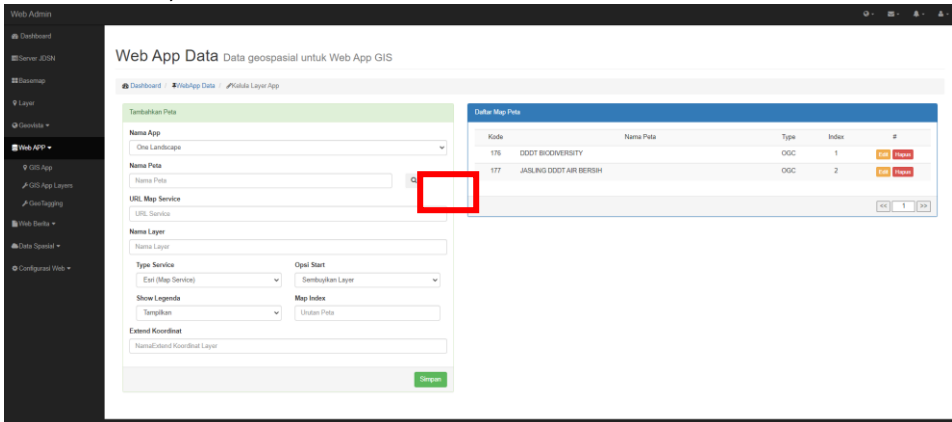 Web Admin
Dashboard
Server JDSN
Basemap
Layer
Geovista
Web APP
GIS App
GIS App Layers
GeoTagging
Web Berita
Data Spasial
Configurasi Web
Web App Data Data geospasial untuk Web App GIS
Dashboard / WebApp Data / Kelola Layer App
Tambahkan Peta
Nama App
One Landscape
Nama Peta
Nama Peta
URL Map Service
URL Service
Nama Layer
Nama Layer
Type Service Opsi Start
Esri (Map Service) Sembuyikan Layer
Show Legenda Map Index
Tampilkan Urutan Peta
Extend Koordinat
NamaExtend Koordinat Layer
Simpan
Daftar Map Peta
Kode Nama Peta Type Index #
176 DDDT BIODIVERSITY OGC 1 Edit Hapus
177 JASLING DDDT AIR BERSIH OGC 2 Edit Hapus
<< 1 >>